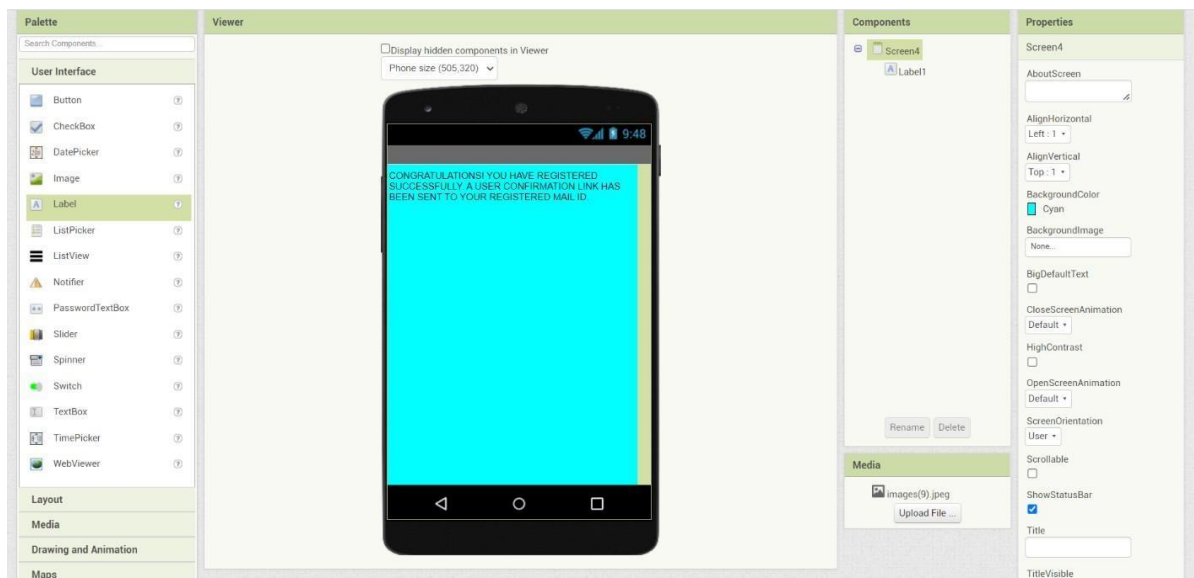 Palette
Search Components...
User Interface
Button
CheckBox
DatePicker
Image
Label
ListPicker
ListView
Notifier
PasswordTextBox
Slider
Spinner
Switch
TextBox
TimePicker
WebViewer
Layout
Media
Drawing and Animation
Maps
Viewer
Display hidden components in Viewer
Phone size (505,320)
9:48
CONGRATULATIONS! YOU HAVE REGISTERED
SUCCESSFULLY. A USER CONFIRMATION LINK HAS
BEEN SENT TO YOUR REGISTERED MAIL ID.
Components
Screen4
Label1
Rename Delete
Media
images(9).jpeg
Upload File ...
Properties
Screen4
AboutScreen
AlignHorizontal
Left : 1
AlignVertical
Top : 1
BackgroundColor
Cyan
BackgroundImage
None...
BigDefaultText
CloseScreenAnimation
Default
HighContrast
OpenScreenAnimation
Default
ScreenOrientation
User
Scrollable
ShowStatusBar
Title
TitleVisible